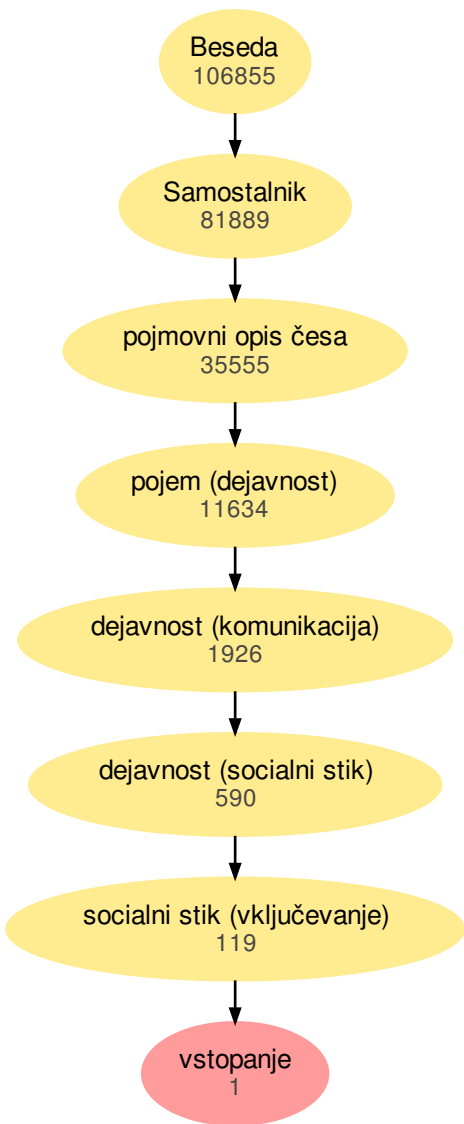 Beseda
106855
Samostalnik
81889
pojmovni opis česa
35555
pojem (dejavnost)
11634
dejavnost (komunikacija)
1926
dejavnost (socialni stik)
590
socialni stik (vključevanje)
119
vstopanje
1